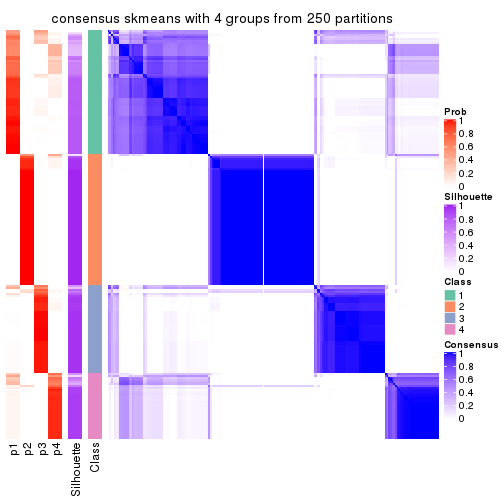 consensus skmeans with 4 groups from 250 partitions
Prob
1
0.8
0.6
0.4
0.2
0
Silhouette
1
0.8
0.6
0.4
0.2
0
Class
1
2
3
4
Consensus
1
0.8
0.6
0.4
0.2
0
p1
p2
p3
p4
Silhouette
Class